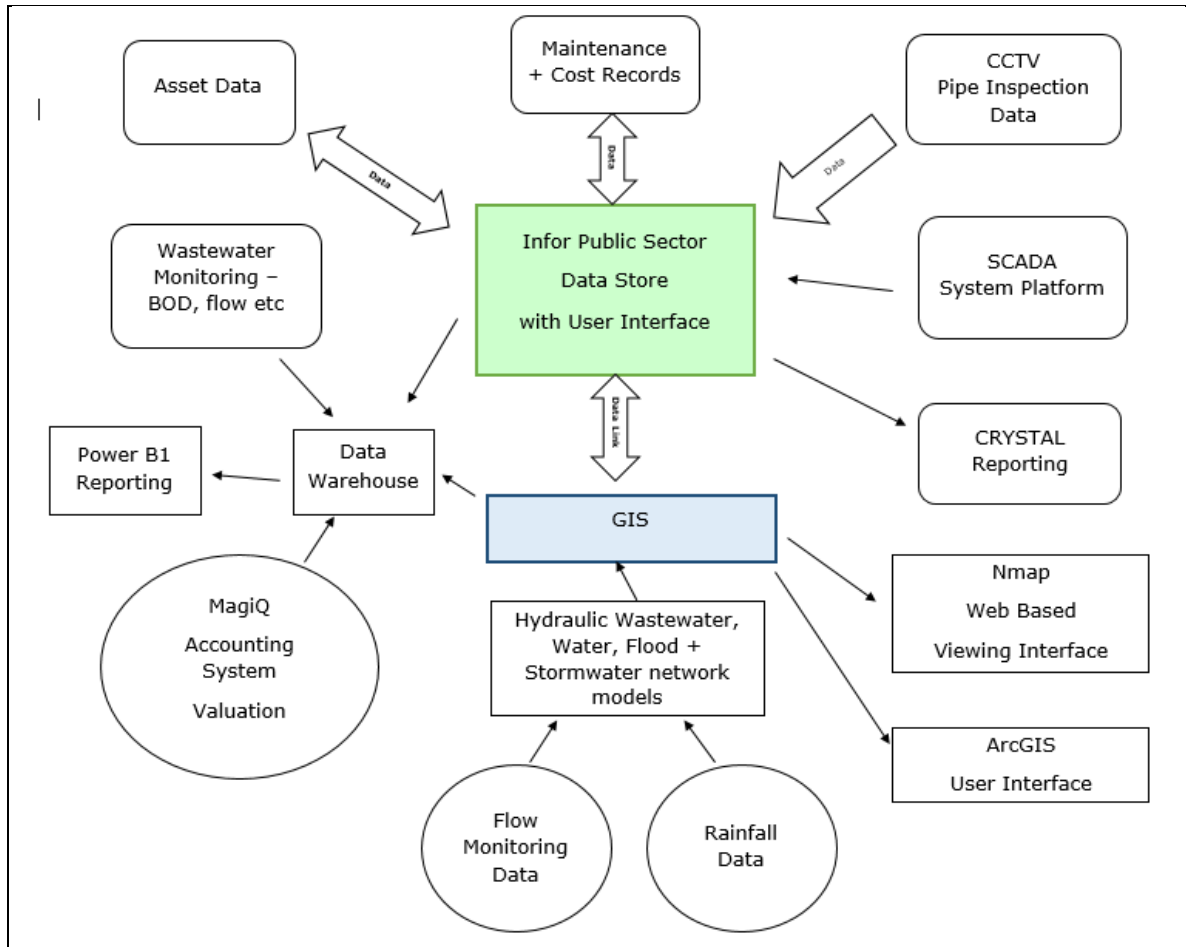 Asset Data
Maintenance
+ Cost Records
CCTV
Pipe Inspection
Data
Data
Data
Data
Wastewater
Monitoring –
BOD, flow etc
Infor Public Sector
Data Store
with User Interface
SCADA
System Platform
Data Link
Power B1
Reporting
Data
Warehouse
CRYSTAL
Reporting
GIS
MagiQ
Accounting
System
Valuation
Hydraulic Wastewater,
Water, Flood +
Stormwater network
models
Nmap
Web Based
Viewing Interface
ArcGIS
User Interface
Flow
Monitoring
Data
Rainfall
Data